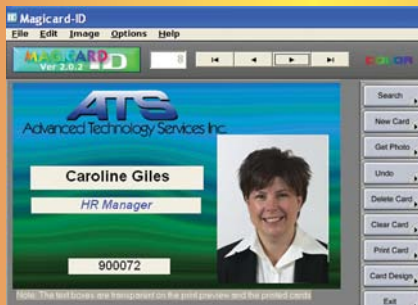 Magicard-ID
File Edit Image Options Help
MAGICARD ID
Ver 2.0.2
8
COLOR
Search
New Card
Get Photo
Undo
Delete Card
Clear Card
Print Card
Card Design
Exit
ATS
Advanced Technology Services Inc.
Caroline Giles
HR Manager
900072
Note: The text boxes are transparent on the print preview and the printed cards